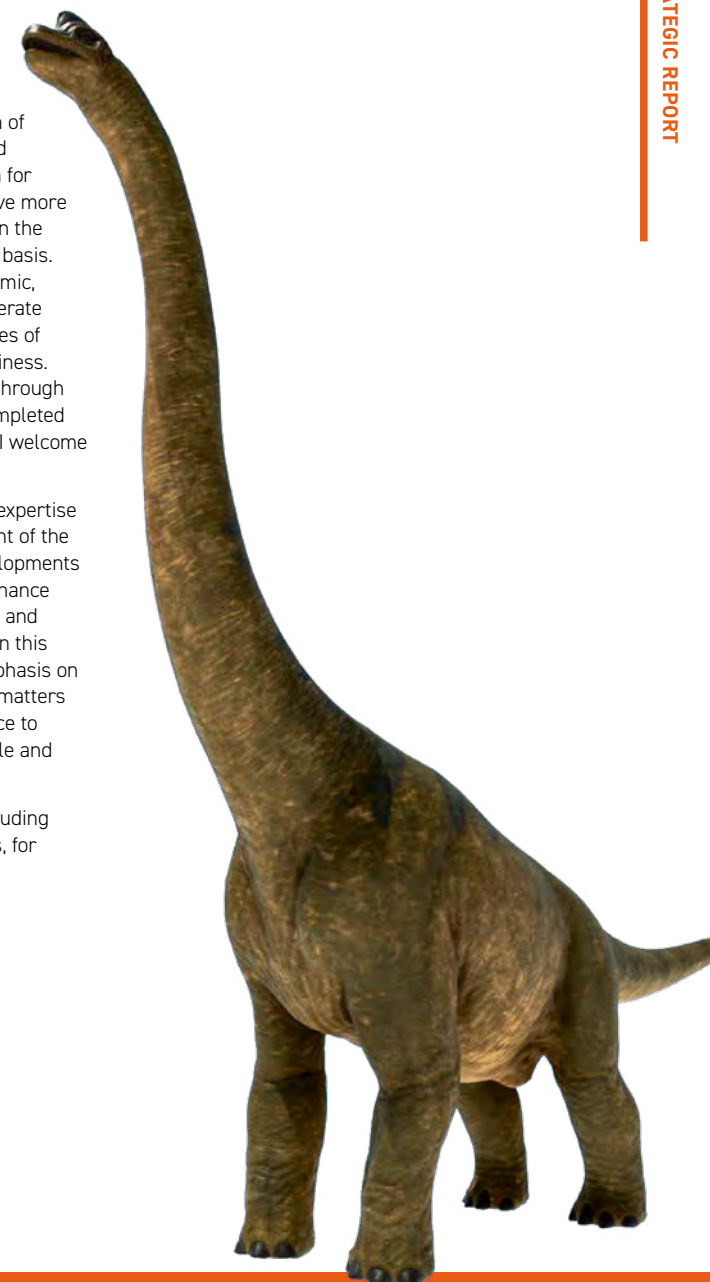 ATEGIC REPORT
of
for
ve more
n the
basis.
mic,
erate
es of
iness.
through
mpleted
I welcome
expertise
nt of the
lopments
nance
and
n this
phasis on
matters
ce to
le and
uding
s, for